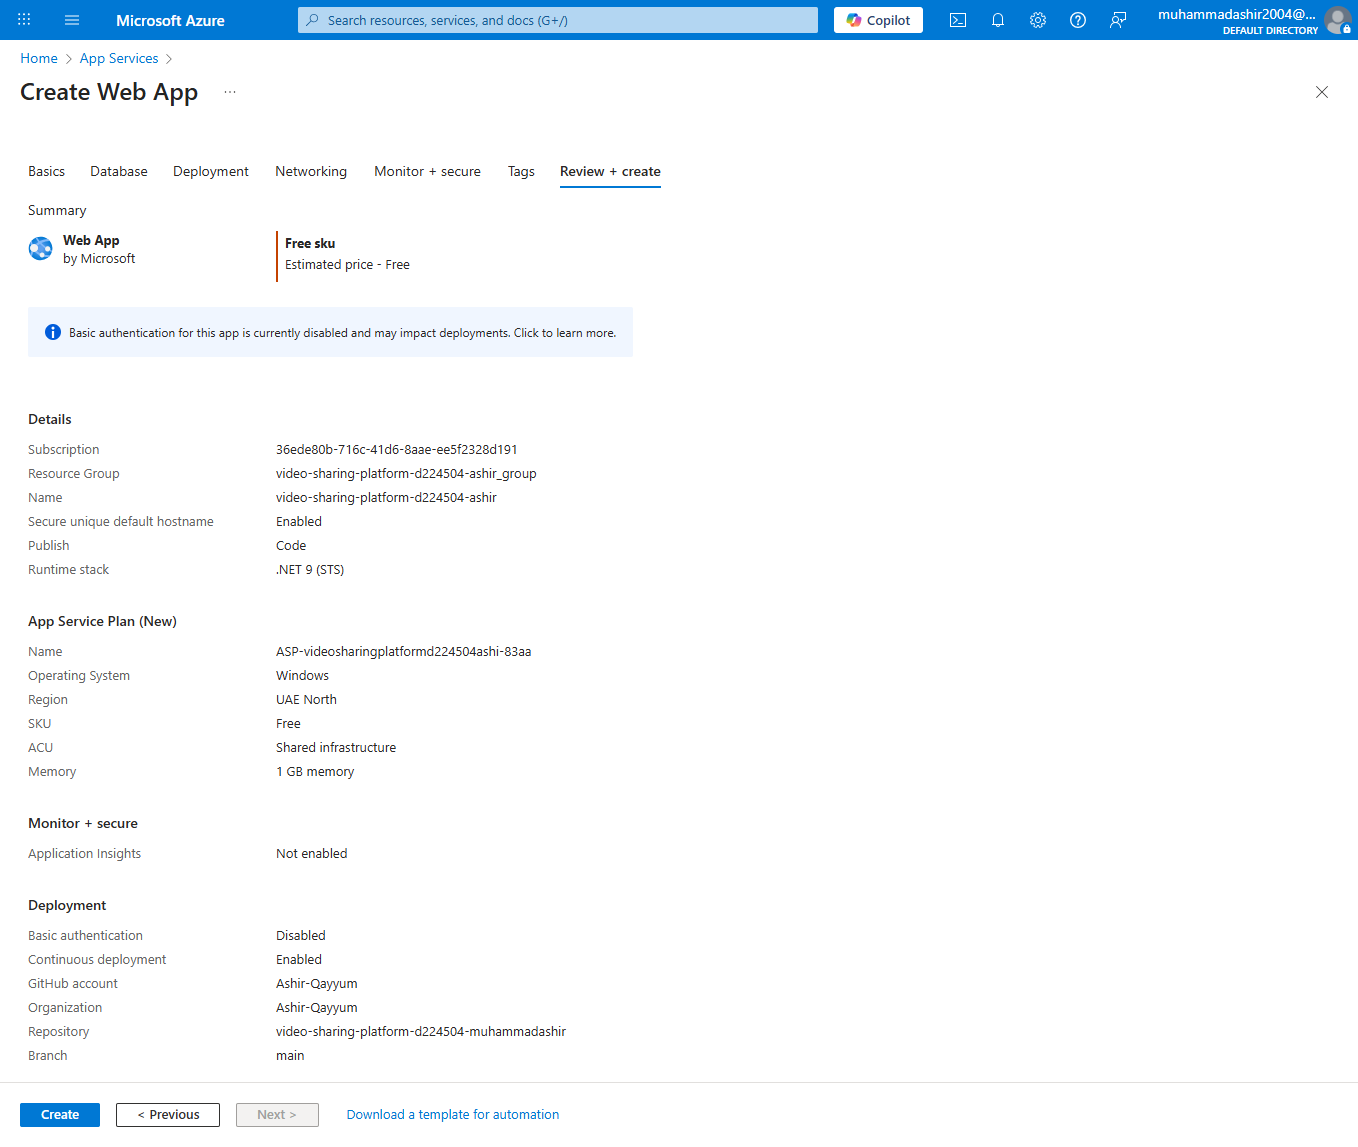 Microsoft Azure
Search resources, services, and docs (G+/)
Copilot
muhammadashir2004@...
DEFAULT DIRECTORY
Home > App Services >
Create Web App ...
Basics Database Deployment Networking Monitor + secure Tags Review + create
Summary
Web App
by Microsoft
Free sku
Estimated price - Free
Basic authentication for this app is currently disabled and may impact deployments. Click to learn more.
Details
Subscription 36ede80b-716c-41d6-8aae-ee5f2328d191
Resource Group video-sharing-platform-d224504-ashir_group
Name video-sharing-platform-d224504-ashir
Secure unique default hostname Enabled
Publish Code
Runtime stack .NET 9 (STS)
App Service Plan (New)
Name ASP-videosharingplatformd224504ashi-83aa
Operating System Windows
Region UAE North
SKU Free
ACU Shared infrastructure
Memory 1 GB memory
Monitor + secure
Application Insights Not enabled
Deployment
Basic authentication Disabled
Continuous deployment Enabled
GitHub account Ashir-Qayyum
Organization Ashir-Qayyum
Repository video-sharing-platform-d224504-muhammadashir
Branch main
Create < Previous Next > Download a template for automation